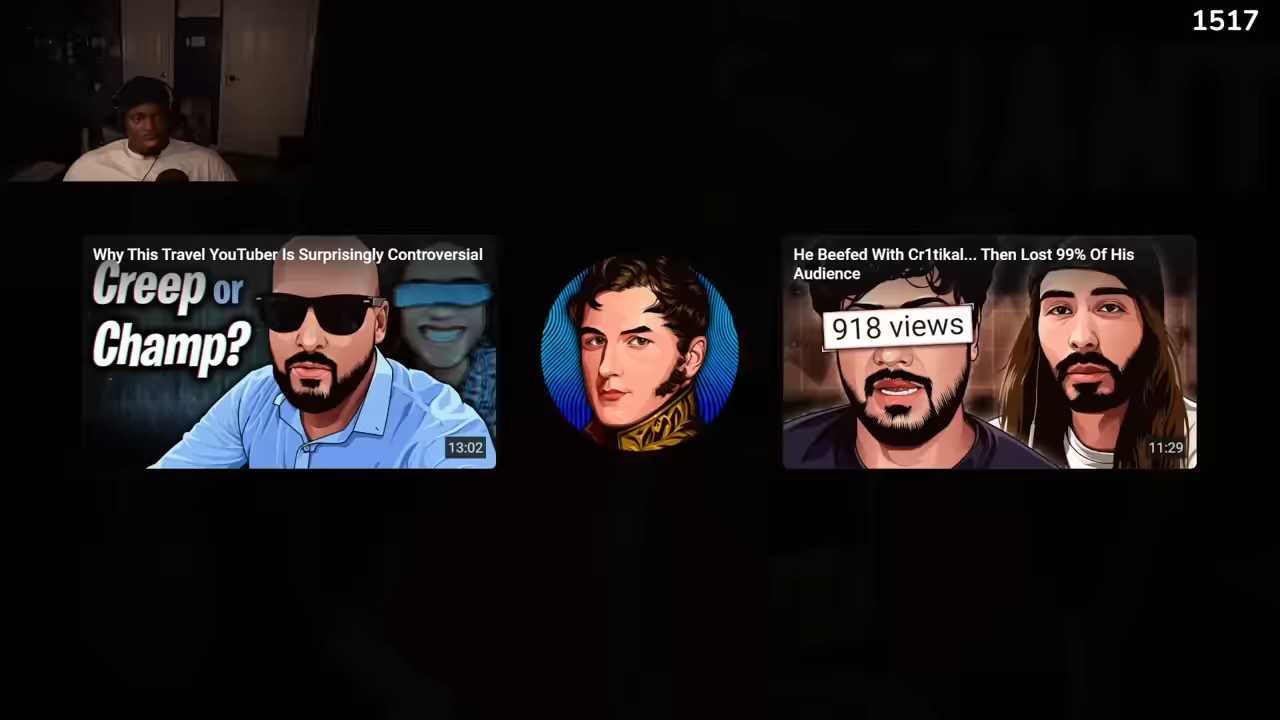 1517
Why This Travel YouTuber Is Surprisingly Controversial
Creep or
Champ?
13:02
He Beefed With Cr1tikal... Then Lost 99% Of His
Audience
918 views
11:29